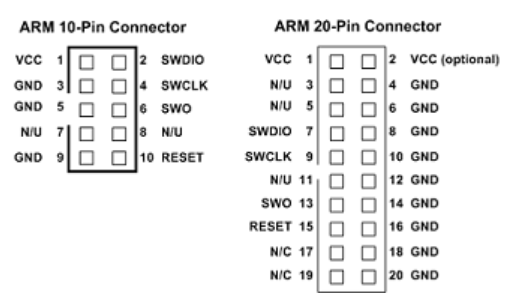 ARM 10-Pin Connector
VCC 1 2 SWDIO
GND 3 4 SWCLK
GND 5 6 SWO
N/U 7 8 N/U
GND 9 10 RESET
ARM 20-Pin Connector
VCC 1 2 VCC (optional)
N/U 3 4 GND
N/U 5 6 GND
SWDIO 7 8 GND
SWCLK 9 10 GND
N/U 11 12 GND
SWO 13 14 GND
RESET 15 16 GND
N/C 17 18 GND
N/C 19 20 GND